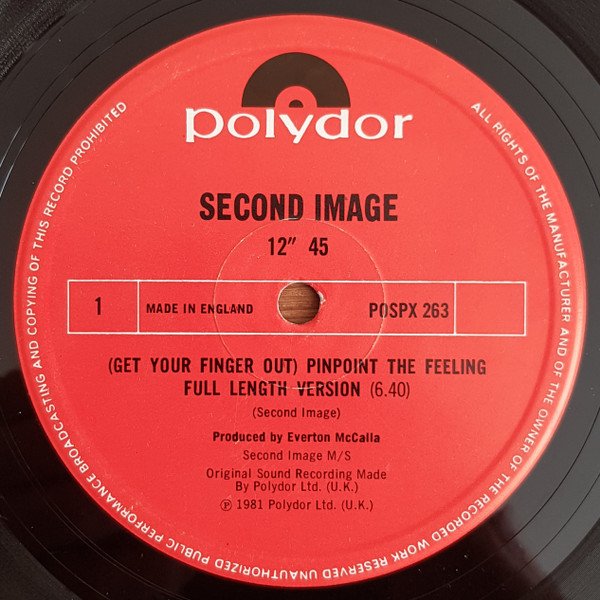 polydor
SECOND IMAGE
12″ 45
1
MADE IN ENGLAND
POSPX 263
(GET YOUR FINGER OUT) PINPOINT THE FEELING
FULL LENGTH VERSION (6.40)
(Second Image)
Produced by Everton McCalla
Second Image M/S
Original Sound Recording Made
By Polydor Ltd. (U.K.)
℗ 1981 Polydor Ltd. (U.K.)
ALL RIGHTS OF THE MANUFACTURER AND OF THE OWNER OF THE RECORDED WORK RESERVED UNAUTHORIZED PUBLIC PERFORMANCE BROADCASTING AND COPYING OF THIS RECORD PROHIBITED